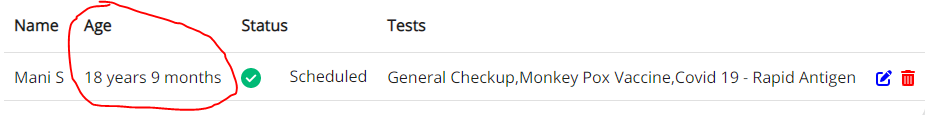 Name Age Status Tests
Mani S 18 years 9 months Scheduled General Checkup,Monkey Pox Vaccine,Covid 19 - Rapid Antigen